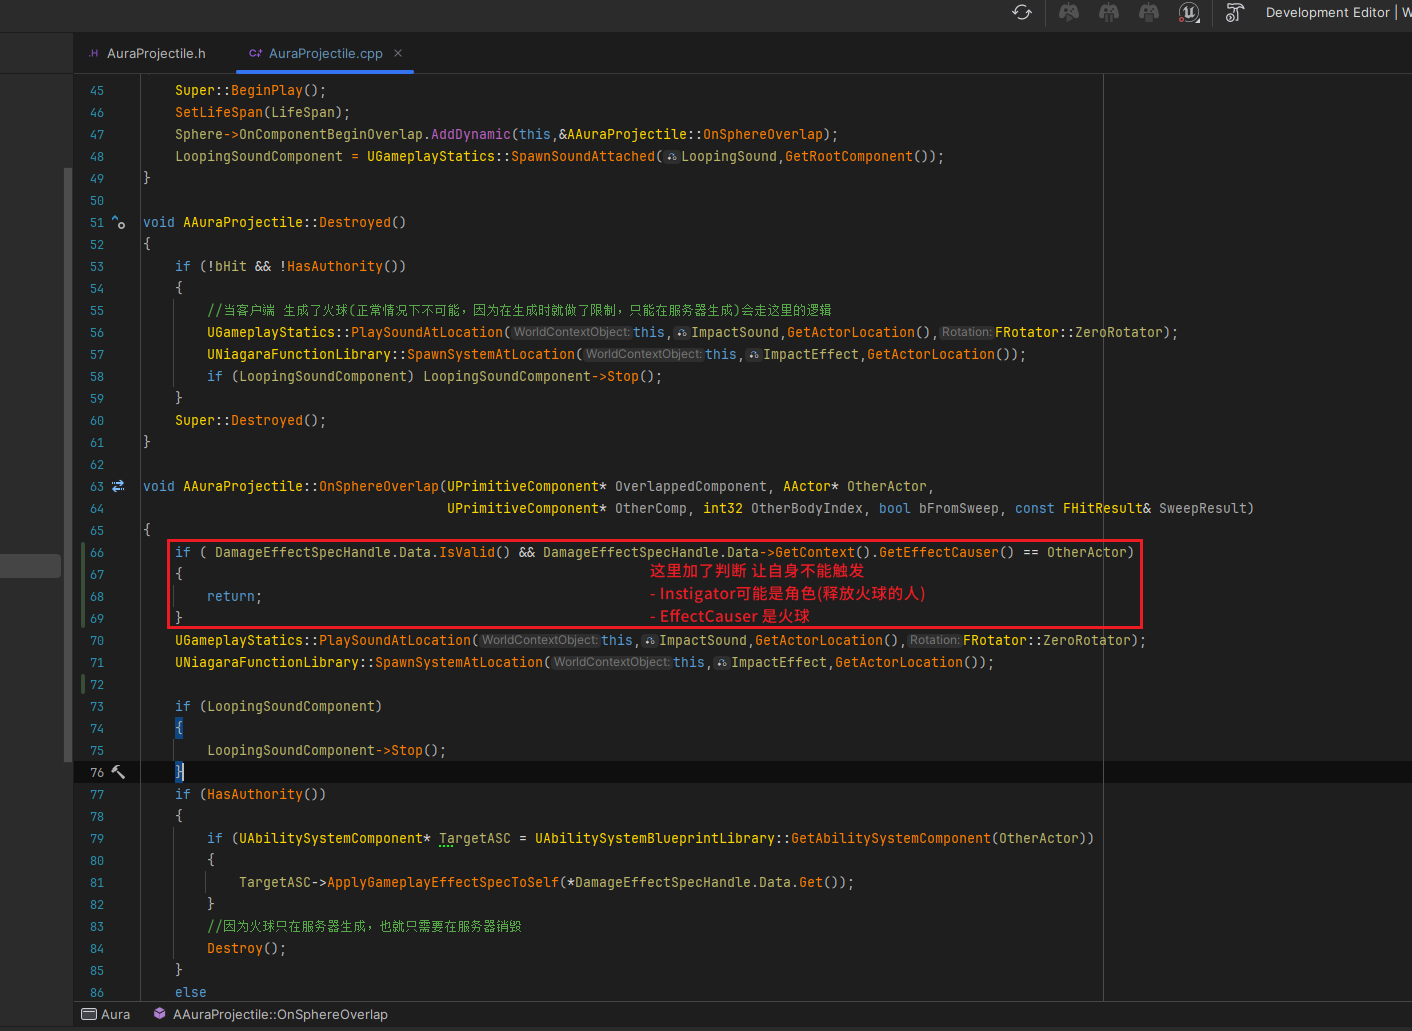 Development Editor | W
AuraProjectile.h
AuraProjectile.cpp
45 Super::BeginPlay();
46 SetLifeSpan(LifeSpan);
47 Sphere->OnComponentBeginOverlap.AddDynamic(this,&AAuraProjectile::OnSphereOverlap);
48 LoopingSoundComponent = UGameplayStatics::SpawnSoundAttached(LoopingSound,GetRootComponent());
49 }
50
51 void AAuraProjectile::Destroyed()
52 {
53 if (!bHit && !HasAuthority())
54 {
55 //当客户端 生成了火球(正常情况下不可能，因为在生成时就做了限制，只能在服务器生成)会走这里的逻辑
56 UGameplayStatics::PlaySoundAtLocation(WorldContextObject:this,ImpactSound,GetActorLocation(),Rotation:FRotator::ZeroRotator);
57 UNiagaraFunctionLibrary::SpawnSystemAtLocation(WorldContextObject:this,ImpactEffect,GetActorLocation());
58 if (LoopingSoundComponent) LoopingSoundComponent->Stop();
59 }
60 Super::Destroyed();
61 }
62
63 void AAuraProjectile::OnSphereOverlap(UPrimitiveComponent* OverlappedComponent, AActor* OtherActor,
64 UPrimitiveComponent* OtherComp, int32 OtherBodyIndex, bool bFromSweep, const FHitResult& SweepResult)
65 {
66 if ( DamageEffectSpecHandle.Data.IsValid() && DamageEffectSpecHandle.Data->GetContext().GetEffectCauser() == OtherActor)
67 {
这里加了判断 让自身不能触发
68 return;
- Instigator可能是角色(释放火球的人)
69 }
- EffectCauser 是火球
70 UGameplayStatics::PlaySoundAtLocation(WorldContextObject:this,ImpactSound,GetActorLocation(),Rotation:FRotator::ZeroRotator);
71 UNiagaraFunctionLibrary::SpawnSystemAtLocation(WorldContextObject:this,ImpactEffect,GetActorLocation());
72
73 if (LoopingSoundComponent)
74 {
75 LoopingSoundComponent->Stop();
76 }
77 if (HasAuthority())
78 {
79 if (UAbilitySystemComponent* TargetASC = UAbilitySystemBlueprintLibrary::GetAbilitySystemComponent(OtherActor))
80 {
81 TargetASC->ApplyGameplayEffectSpecToSelf(*DamageEffectSpecHandle.Data.Get());
82 }
83 //因为火球只在服务器生成，也就只需要在服务器销毁
84 Destroy();
85 }
86 else
Aura AAuraProjectile::OnSphereOverlap